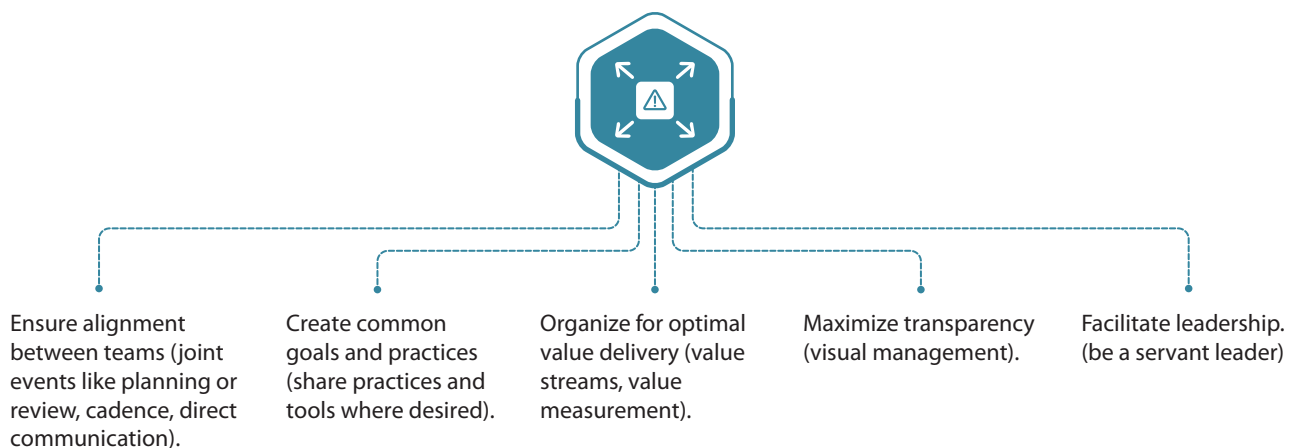 Ensure alignment
between teams (joint
events like planning or
review, cadence, direct
communication).
Create common
goals and practices
(share practices and
tools where desired).
Organize for optimal
value delivery (value
streams, value
measurement).
Maximize transparency
(visual management).
Facilitate leadership.
(be a servant leader)